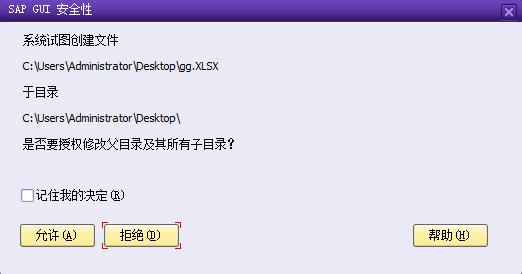 SAP GUI 安全性
系统试图创建文件
C:\Users\Administrator\Desktop\gg.XLSX
于目录
C:\Users\Administrator\Desktop\
是否要授权修改父目录及其所有子目录？
记住我的决定(R)
允许(A) 拒绝(D) 帮助(H)